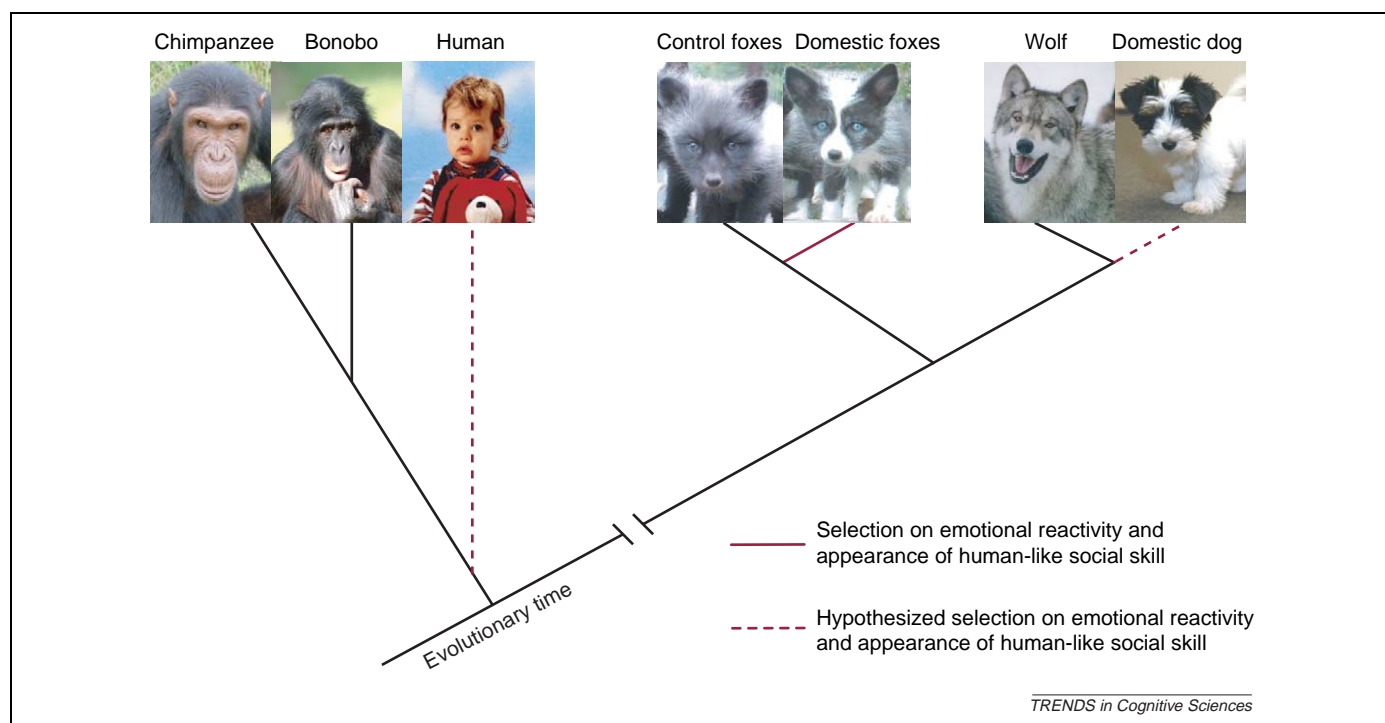 Chimpanzee
Bonobo
Human
Control foxes
Domestic foxes
Wolf
Domestic dog
Evolutionary time
Selection on emotional reactivity and
appearance of human-like social skill
Hypothesized selection on emotional reactivity
and appearance of human-like social skill
TRENDS in Cognitive Sciences